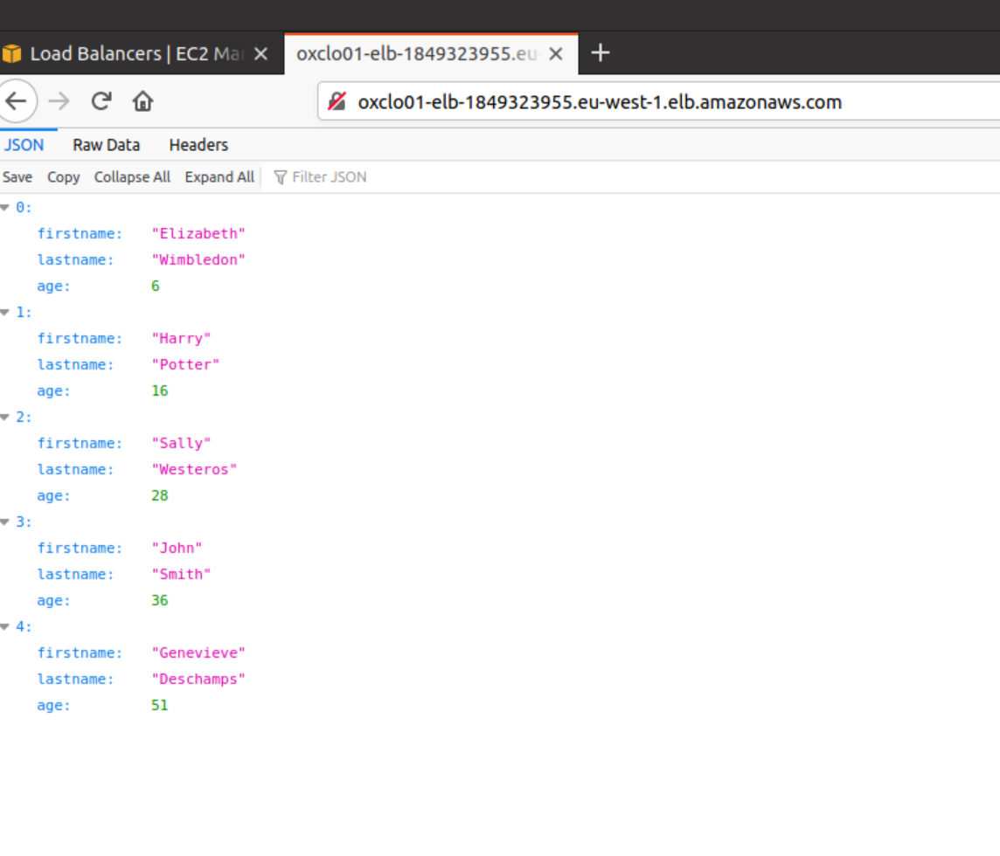 Load Balancers | EC2 Ma
oxclo01-elb-1849323955.eu-
oxclo01-elb-1849323955.eu-west-1.elb.amazonaws.com
JSON Raw Data Headers
Save Copy Collapse All Expand All Filter JSON
0:
firstname: "Elizabeth"
lastname: "Wimbledon"
age: 6
1:
firstname: "Harry"
lastname: "Potter"
age: 16
2:
firstname: "Sally"
lastname: "Westeros"
age: 28
3:
firstname: "John"
lastname: "Smith"
age: 36
4:
firstname: "Genevieve"
lastname: "Deschamps"
age: 51